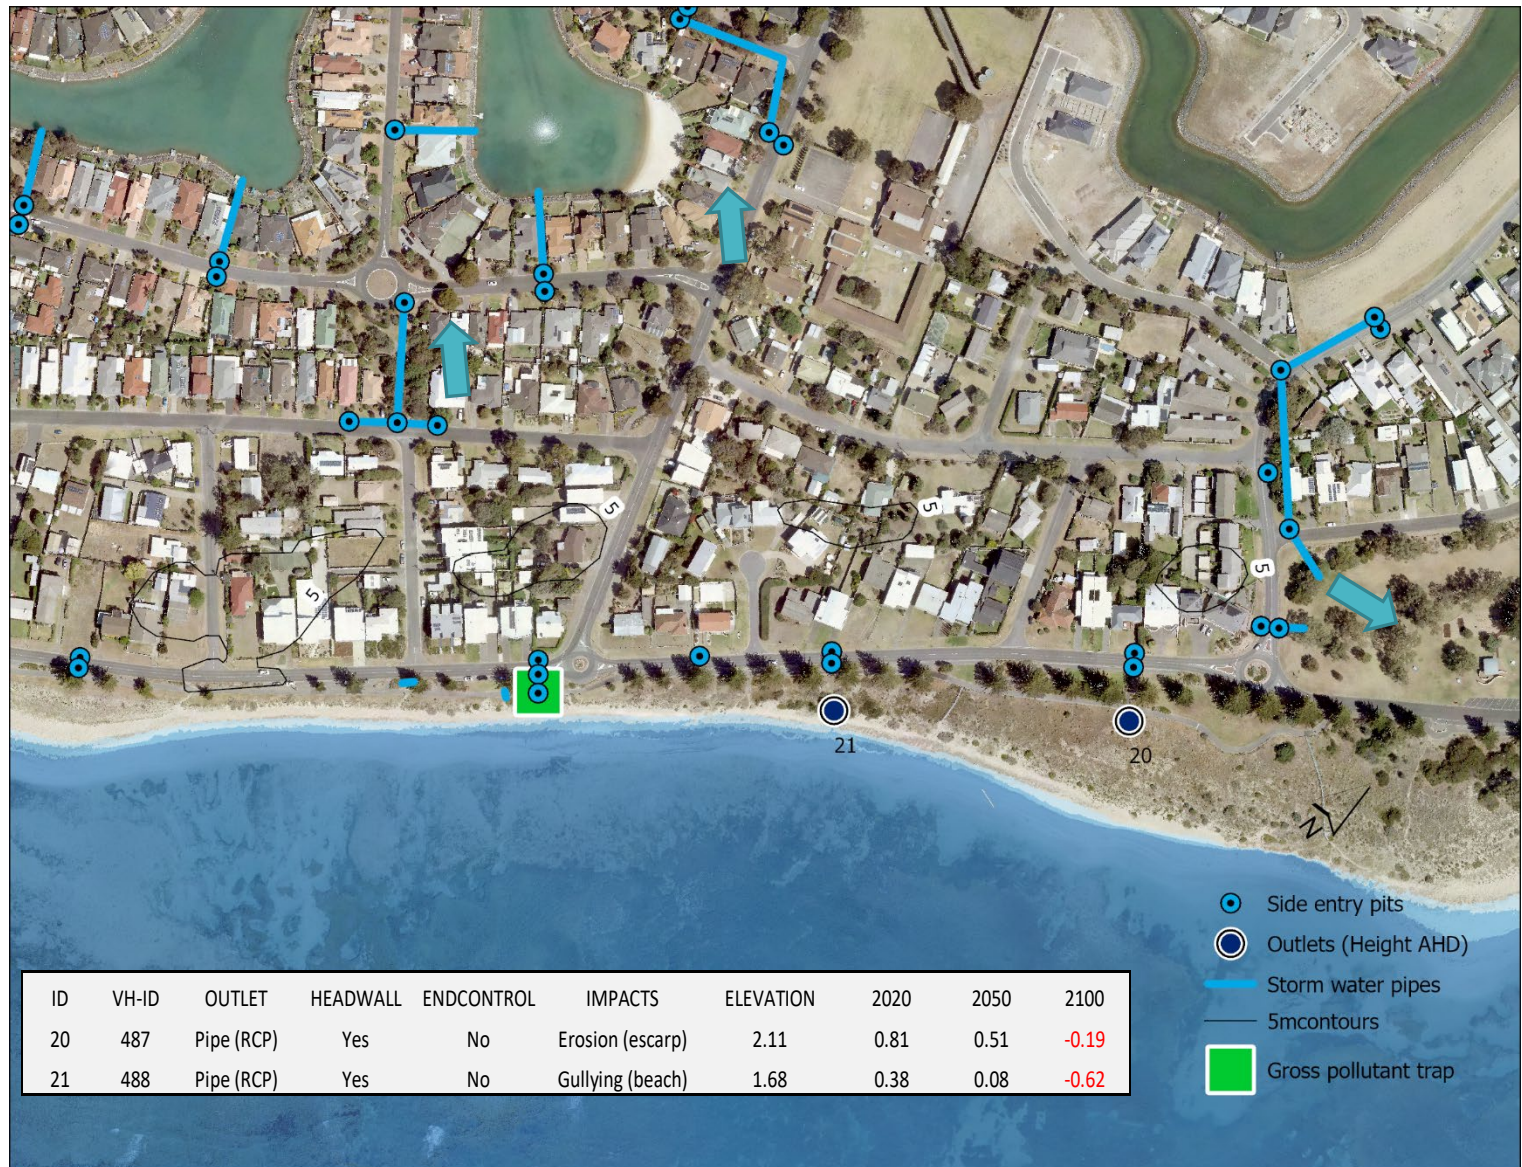 5
5
5
5
21
20
N
Side entry pits
Outlets (Height AHD)
Storm water pipes
5mcontours
Gross pollutant trap
ID VH-ID OUTLET HEADWALL ENDCONTROL IMPACTS ELEVATION 2020 2050 2100
20 487 Pipe (RCP) Yes No Erosion (escarp) 2.11 0.81 0.51 -0.19
21 488 Pipe (RCP) Yes No Gullying (beach) 1.68 0.38 0.08 -0.62